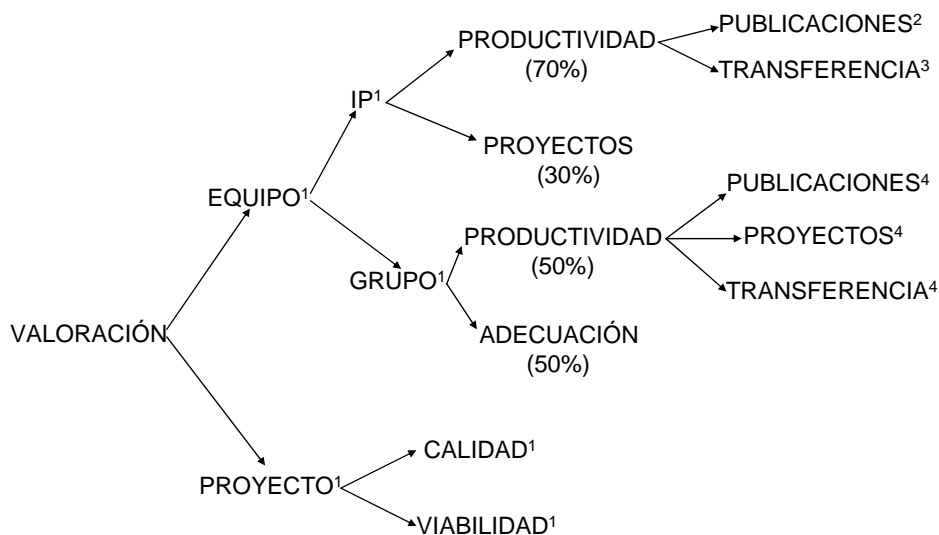 PUBLICACIONES²
PRODUCTIVIDAD
(70%)
TRANSFERENCIA³
IP¹
PROYECTOS
(30%)
PUBLICACIONES⁴
EQUIPO¹
PRODUCTIVIDAD
(50%)
PROYECTOS⁴
GRUPO¹
TRANSFERENCIA⁴
VALORACIÓN
ADECUACIÓN
(50%)
CALIDAD¹
PROYECTO¹
VIABILIDAD¹